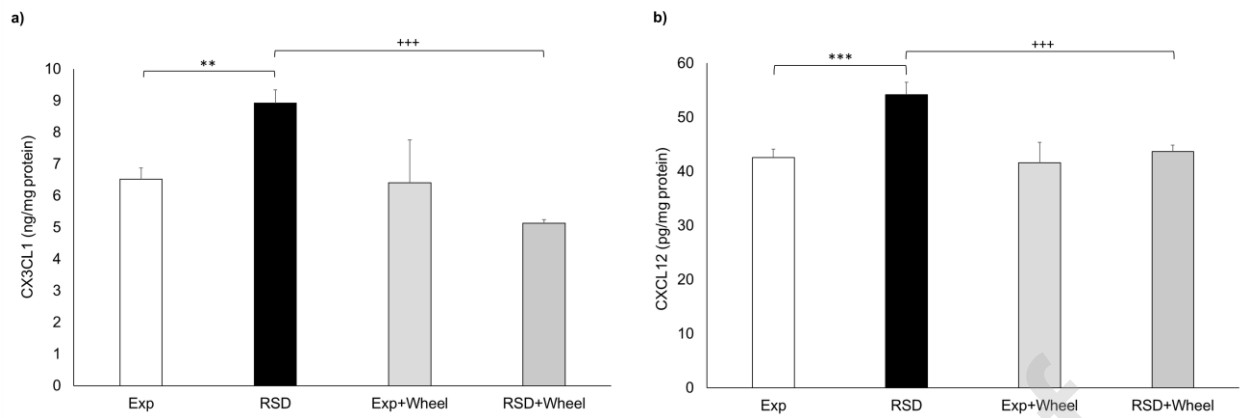 a)
**
+++
CX3CL1 (ng/mg protein)
10
9
8
7
6
5
4
3
2
1
0
Exp
RSD
Exp+Wheel
RSD+Wheel
b)
***
+++
CXCL12 (pg/mg protein)
60
50
40
30
20
10
0
Exp
RSD
Exp+Wheel
RSD+Wheel